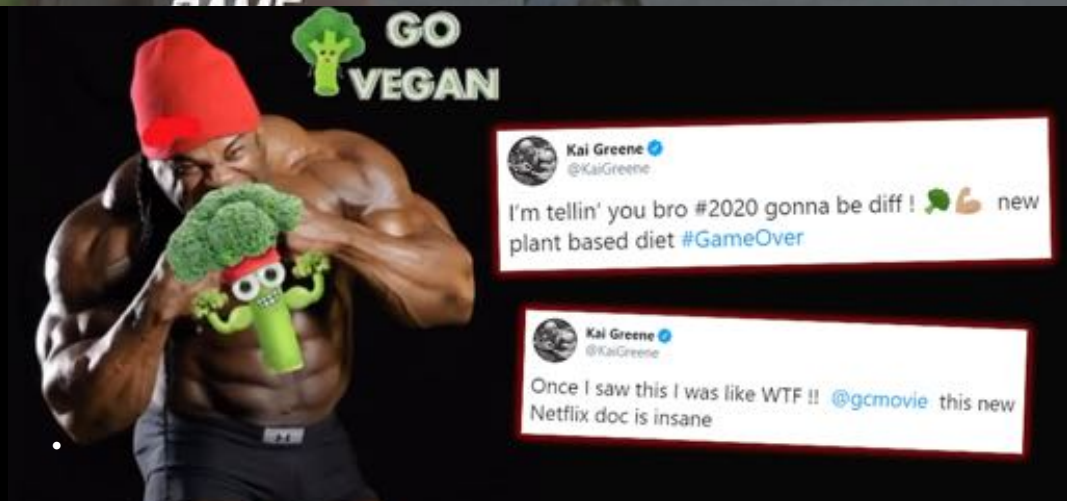 GO
VEGAN
Kai Greene
@KaiGreene
I'm tellin' you bro #2020 gonna be diff ! 🥦💪🏼 new
plant based diet #GameOver
Kai Greene
@KaiGreene
Once I saw this I was like WTF !! @gcmovie this new
Netflix doc is insane